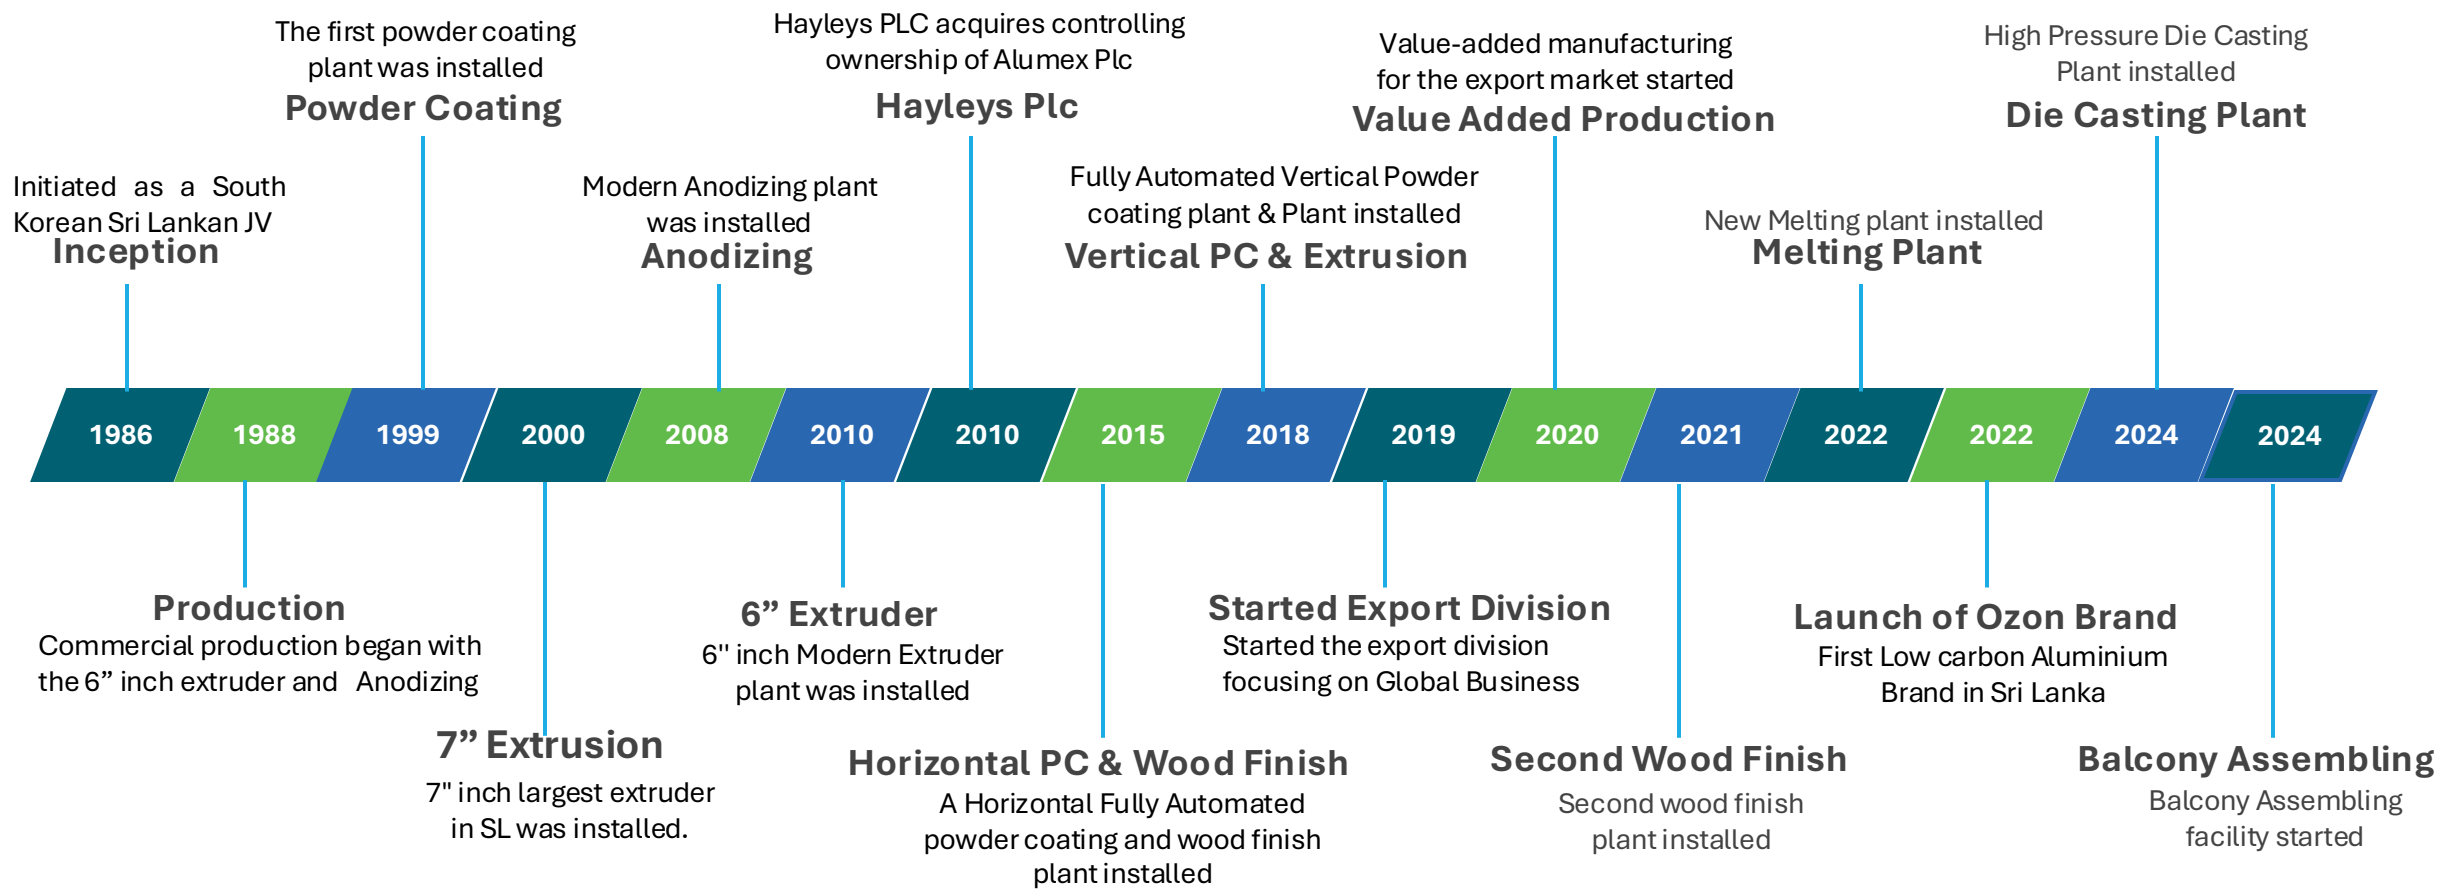 The first powder coating
plant was installed
Powder Coating
Hayleys PLC acquires controlling
ownership of Alumex Plc
Hayleys Plc
Value-added manufacturing
for the export market started
Value Added Production
High Pressure Die Casting
Plant installed
Die Casting Plant
Initiated as a South
Korean Sri Lankan JV
Inception
Modern Anodizing plant
was installed
Anodizing
Fully Automated Vertical Powder
coating plant & Plant installed
Vertical PC & Extrusion
New Melting plant installed
Melting Plant
1986 1988 1999 2000 2008 2010 2010 2015 2018 2019 2020 2021 2022 2022 2024 2024
Production
Commercial production began with
the 6” inch extruder and Anodizing
6” Extruder
6'' inch Modern Extruder
plant was installed
Started Export Division
Started the export division
focusing on Global Business
Launch of Ozon Brand
First Low carbon Aluminium
Brand in Sri Lanka
7” Extrusion
7" inch largest extruder
in SL was installed.
Horizontal PC & Wood Finish
A Horizontal Fully Automated
powder coating and wood finish
plant installed
Second Wood Finish
Second wood finish
plant installed
Balcony Assembling
Balcony Assembling
facility started